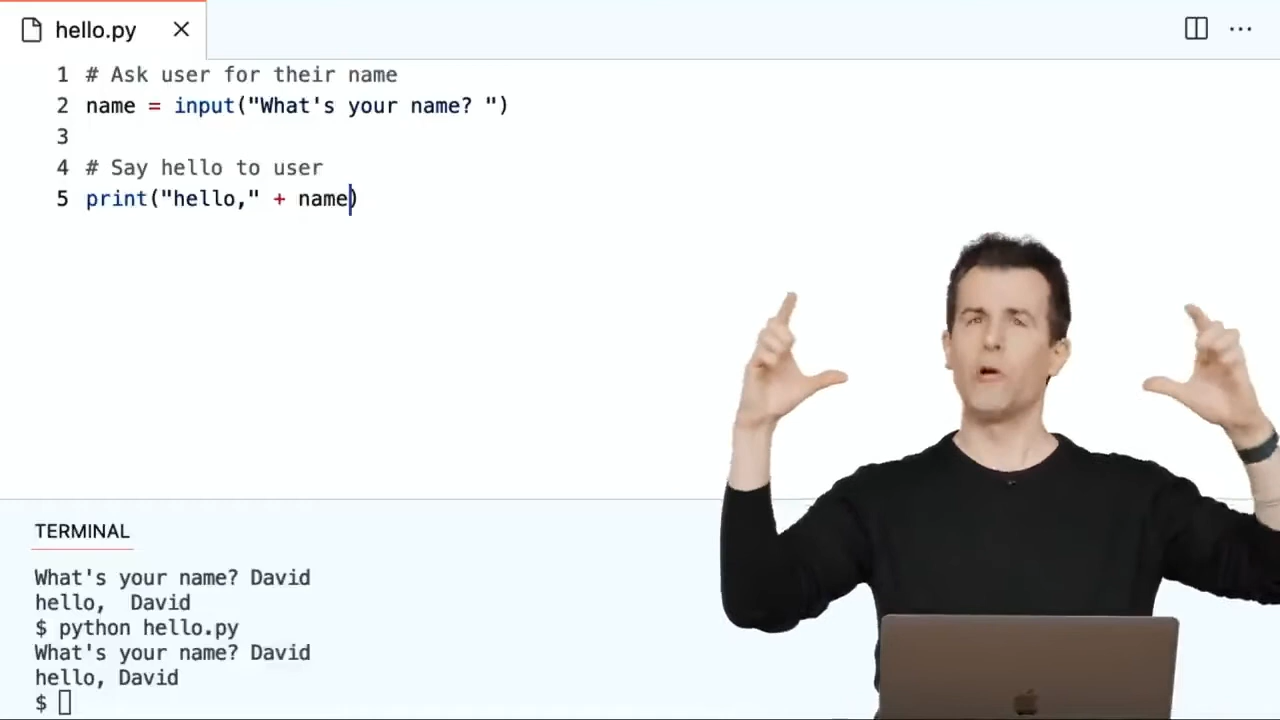 hello.py
1 # Ask user for their name
2 name = input("What's your name? ")
3
4 # Say hello to user
5 print("hello," + name)
TERMINAL
What's your name? David
hello,  David
$ python hello.py
What's your name? David
hello, David
$